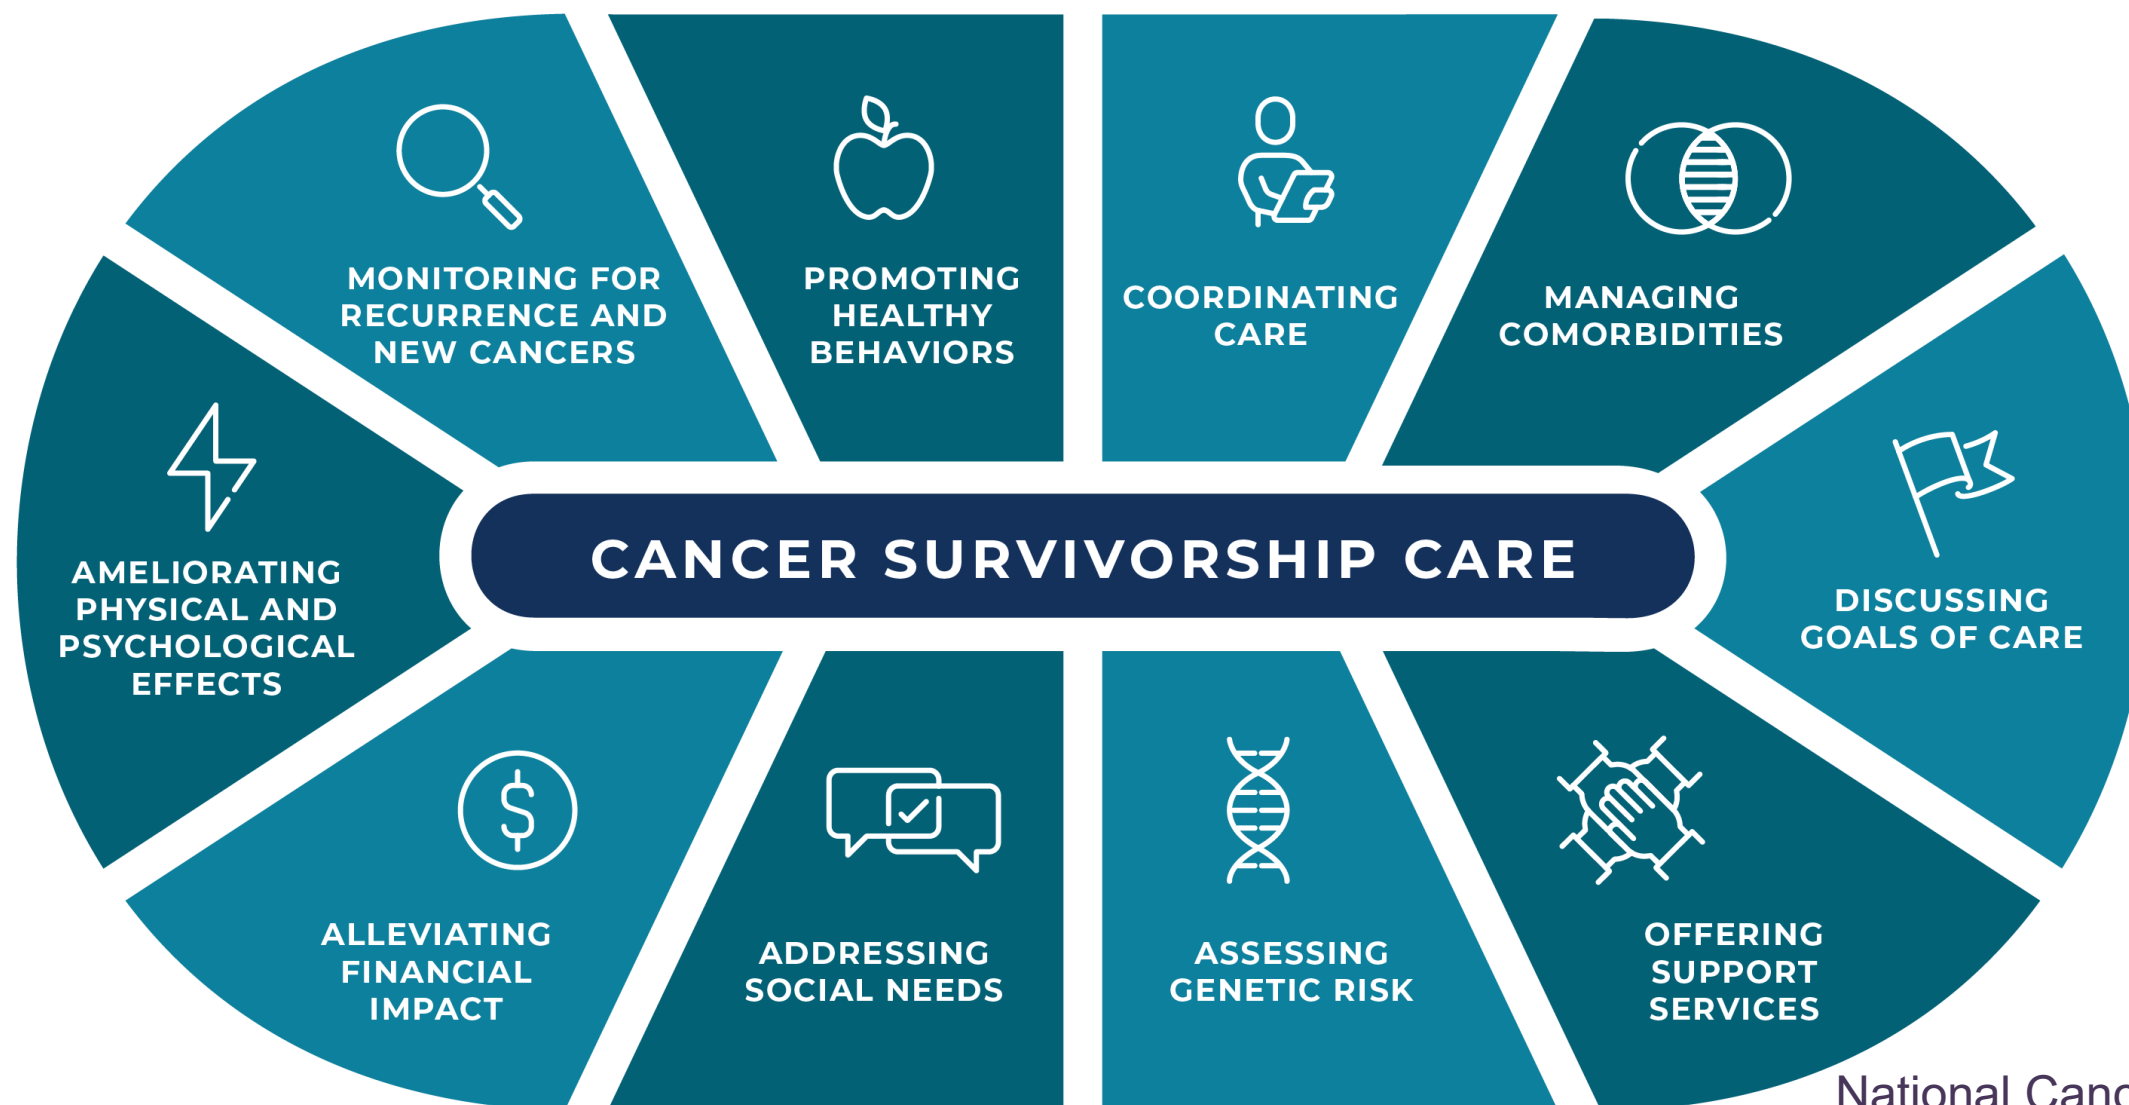 MONITORING FOR
RECURRENCE AND
NEW CANCERS
PROMOTING
HEALTHY
BEHAVIORS
COORDINATING
CARE
MANAGING
COMORBIDITIES
AMELIORATING
PHYSICAL AND
PSYCHOLOGICAL
EFFECTS
CANCER SURVIVORSHIP CARE
DISCUSSING
GOALS OF CARE
ALLEVIATING
FINANCIAL
IMPACT
ADDRESSING
SOCIAL NEEDS
ASSESSING
GENETIC RISK
OFFERING
SUPPORT
SERVICES
National